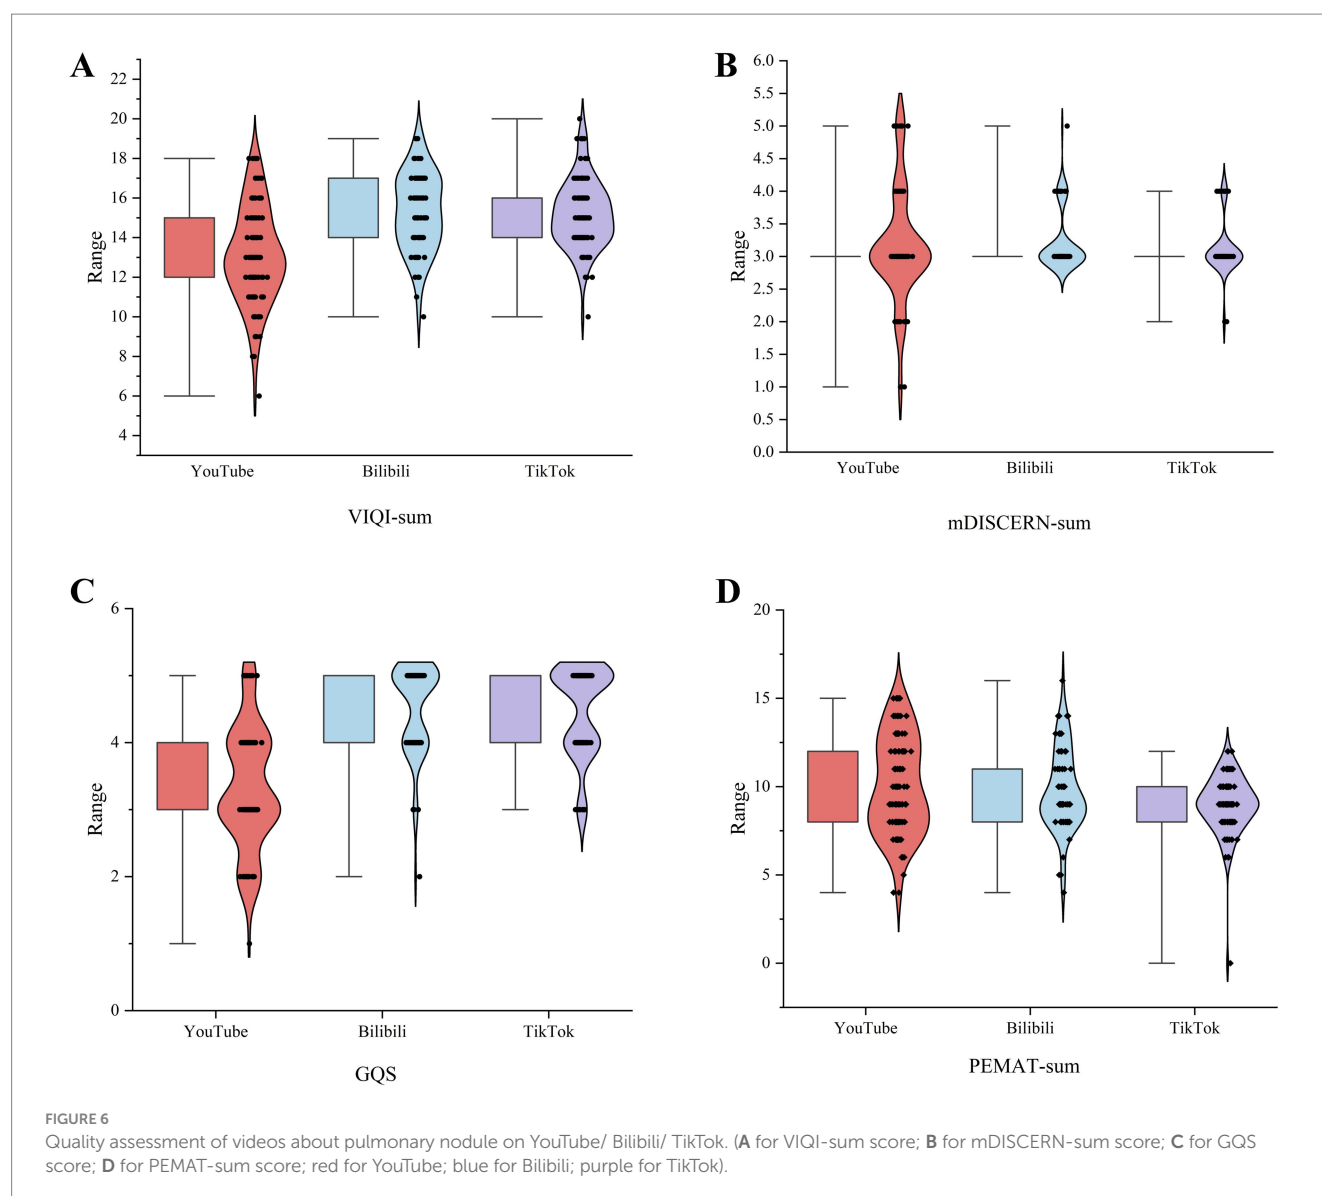 A
Range
22
20
18
16
14
12
10
8
6
4
YouTube
Bilibili
TikTok
VIQI-sum
B
Range
6.0
5.5
5.0
4.5
4.0
3.5
3.0
2.5
2.0
1.5
1.0
0.5
0.0
YouTube
Bilibili
TikTok
mDISCERN-sum
C
Range
6
4
2
0
YouTube
Bilibili
TikTok
GQS
D
Range
20
15
10
5
0
YouTube
Bilibili
TikTok
PEMAT-sum
FIGURE 6
Quality assessment of videos about pulmonary nodule on YouTube/ Bilibili/ TikTok. (A for VIQI-sum score; B for mDISCERN-sum score; C for GQS
score; D for PEMAT-sum score; red for YouTube; blue for Bilibili; purple for TikTok).